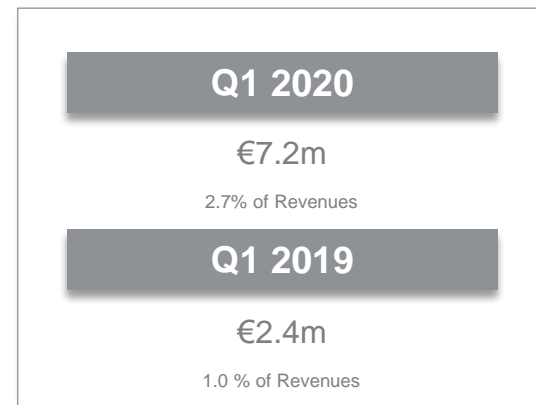 Q1 2020
€7.2m
2.7% of Revenues
Q1 2019
€2.4m
1.0 % of Revenues